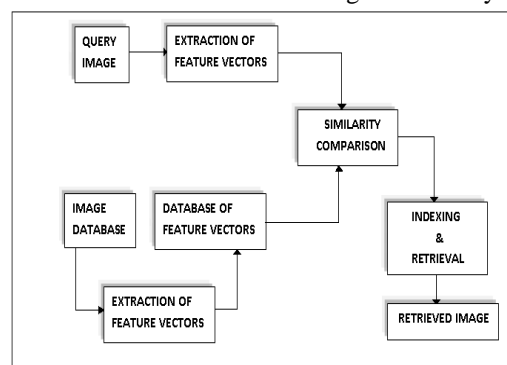 QUERY
IMAGE
EXTRACTION OF
FEATURE VECTORS
SIMILARITY
COMPARISON
IMAGE
DATABASE
DATABASE OF
FEATURE VECTORS
EXTRACTION OF
FEATURE VECTORS
INDEXING
&
RETRIEVAL
RETRIEVED IMAGE